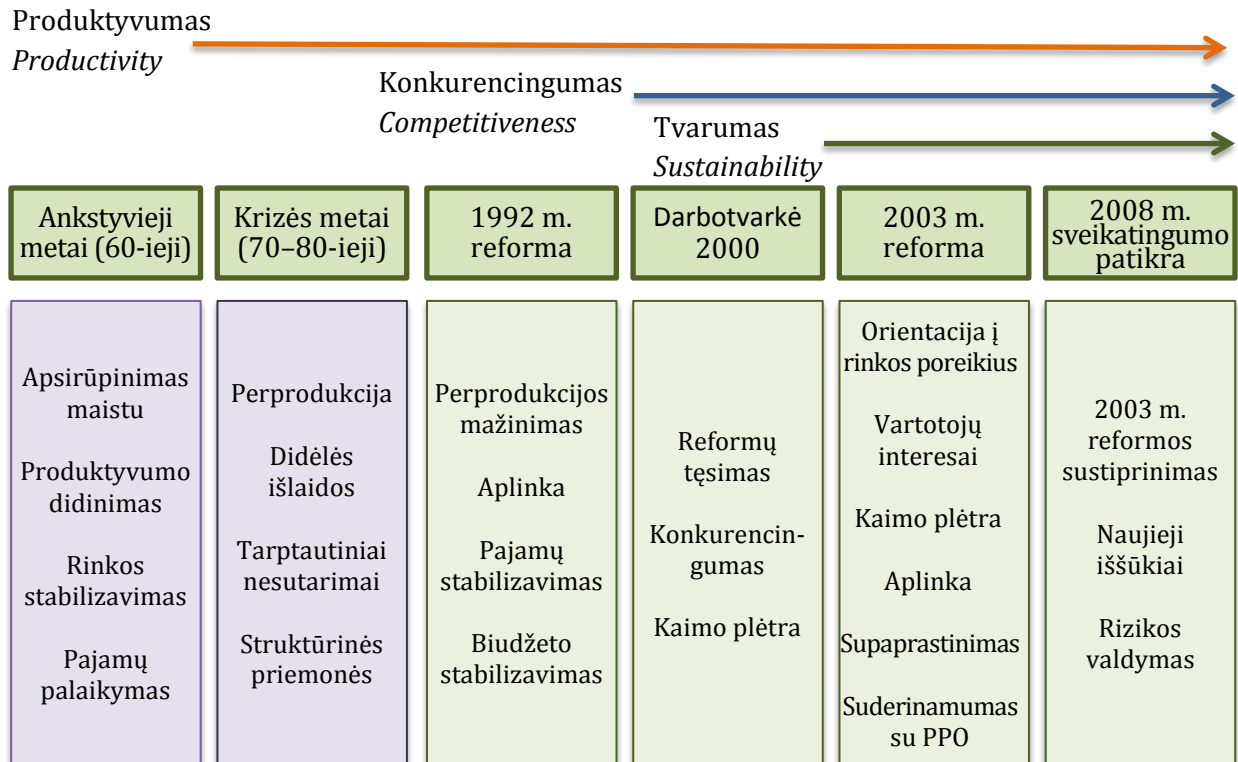 Produktyvumas
Productivity
Konkurencingumas
Competitiveness
Tvarumas
Sustainability
Ankstyvieji
metai (60-ieji)
Krizės metai
(70–80-ieji)
1992 m.
reforma
Darbotvarkė
2000
2003 m.
reforma
2008 m.
sveikatingumo
patikra
Apsirūpinimas
maistu
Produktyvumo
didinimas
Rinkos
stabilizavimas
Pajamų
palaikymas
Perprodukcija
Didėlės
išlaidos
Tarptautiniai
nesutarimai
Struktūrinės
priemonės
Perprodukcijos
mažinimas
Aplinka
Pajamų
stabilizavimas
Biudžeto
stabilizavimas
Reformų
tęsimas
Konkurencin-
gumas
Kaimo plėtra
Orientacija į
rinkos poreikius
Vartotojų
interesai
Kaimo plėtra
Aplinka
Supaprastinimas
Suderinamumas
su PPO
2003 m.
reformos
sustiprinimas
Naujieji
iššūkiai
Rizikos
valdymas